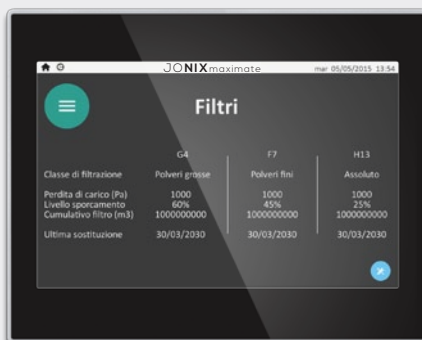 JONIXmaximate mar 05/05/2015 13:54
Filtri
G4 F7 H13
Classe di filtrazione Polveri grosse Polveri fini Assoluto
Perdita di carico (Pa) 1000 1000 1000
Livello sporcamento 60% 45% 25%
Cumulativo filtro (m3) 1000000000 1000000000 1000000000
Ultima sostituzione 30/03/2030 30/03/2030 30/03/2030